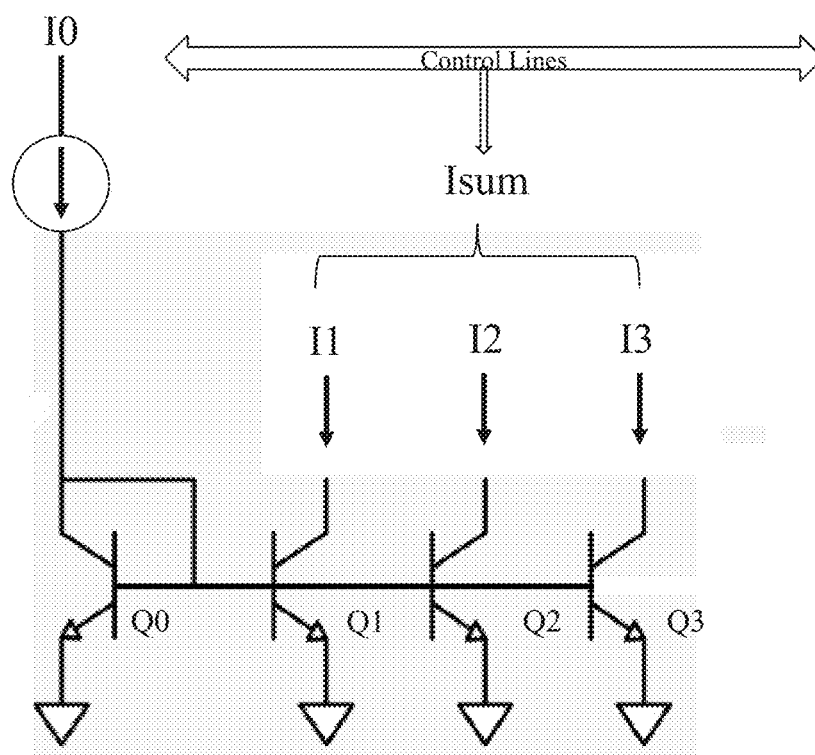 I0
Control Lines
Isum
I1 I2 I3
Q0 Q1 Q2 Q3